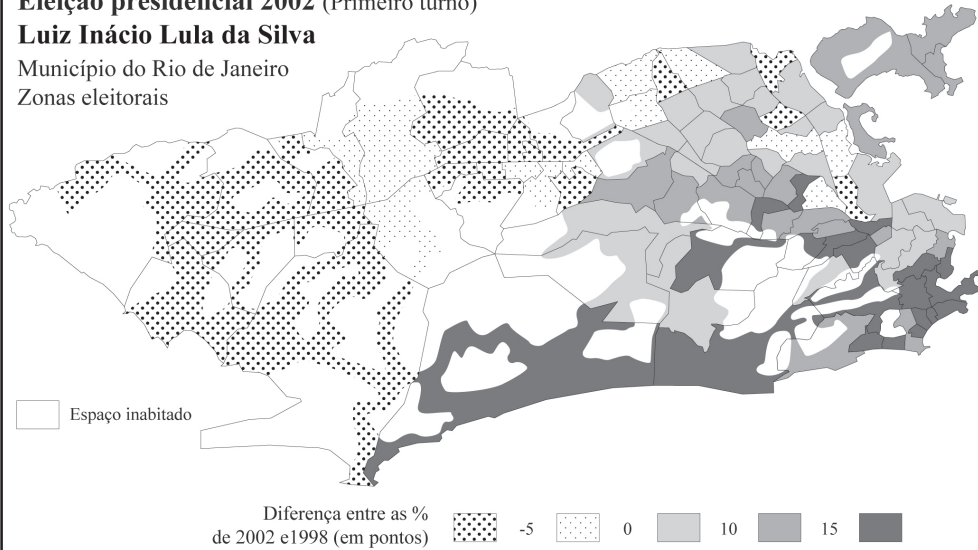 Eleição presidencial 2002 (Primeiro turno)
Luiz Inácio Lula da Silva
Município do Rio de Janeiro
Zonas eleitorais
Espaço inabitado
Diferença entre as %
de 2002 e1998 (em pontos)
-5 0 10 15